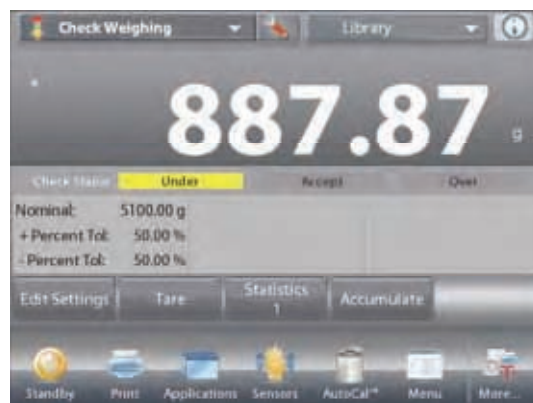 Check Weighing Library
*
887.87 g
Check Status Under Accept Over
Nominal: 5100.00 g
+ Percent Tol: 50.00 %
- Percent Tol: 50.00 %
Edit Settings Tare Statistics 1 Accumulate
Standby Print Applications Sensors AutoCal™ Menu More...